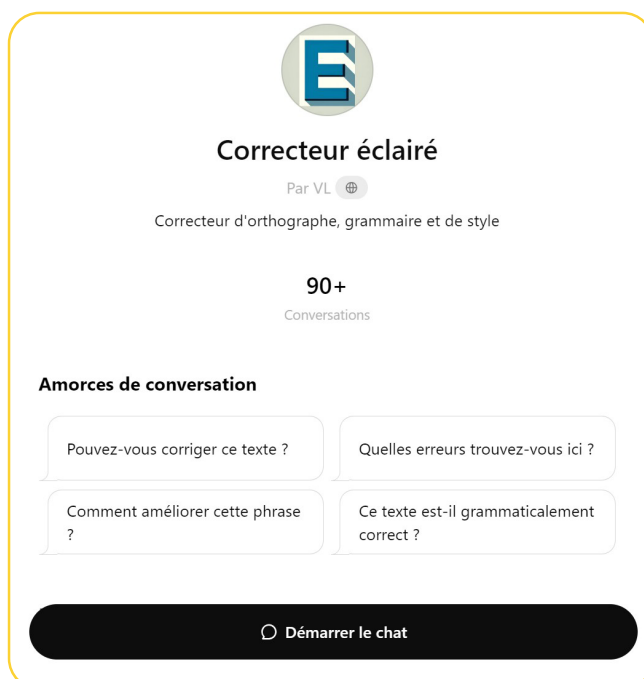 E
Correcteur éclairé
Par VL
Correcteur d'orthographe, grammaire et de style
90+
Conversations
Amorces de conversation
Pouvez-vous corriger ce texte ?
Quelles erreurs trouvez-vous ici ?
Comment améliorer cette phrase
?
Ce texte est-il grammaticalement
correct ?
Démarrer le chat